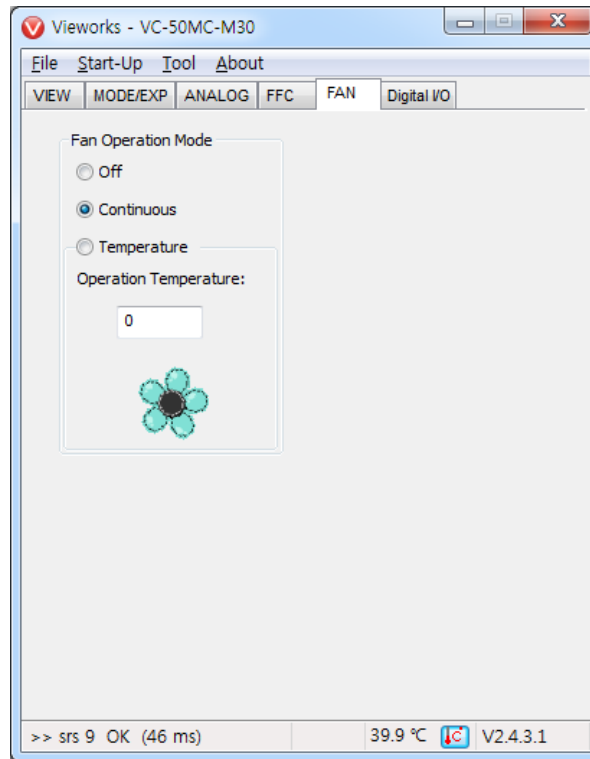 Vieworks - VC-50MC-M30
File Start-Up Tool About
VIEW MODE/EXP ANALOG FFC FAN Digital I/O
Fan Operation Mode
Off
Continuous
Temperature
Operation Temperature:
0
>> srs 9 OK (46 ms) 39.9 ℃ C V2.4.3.1